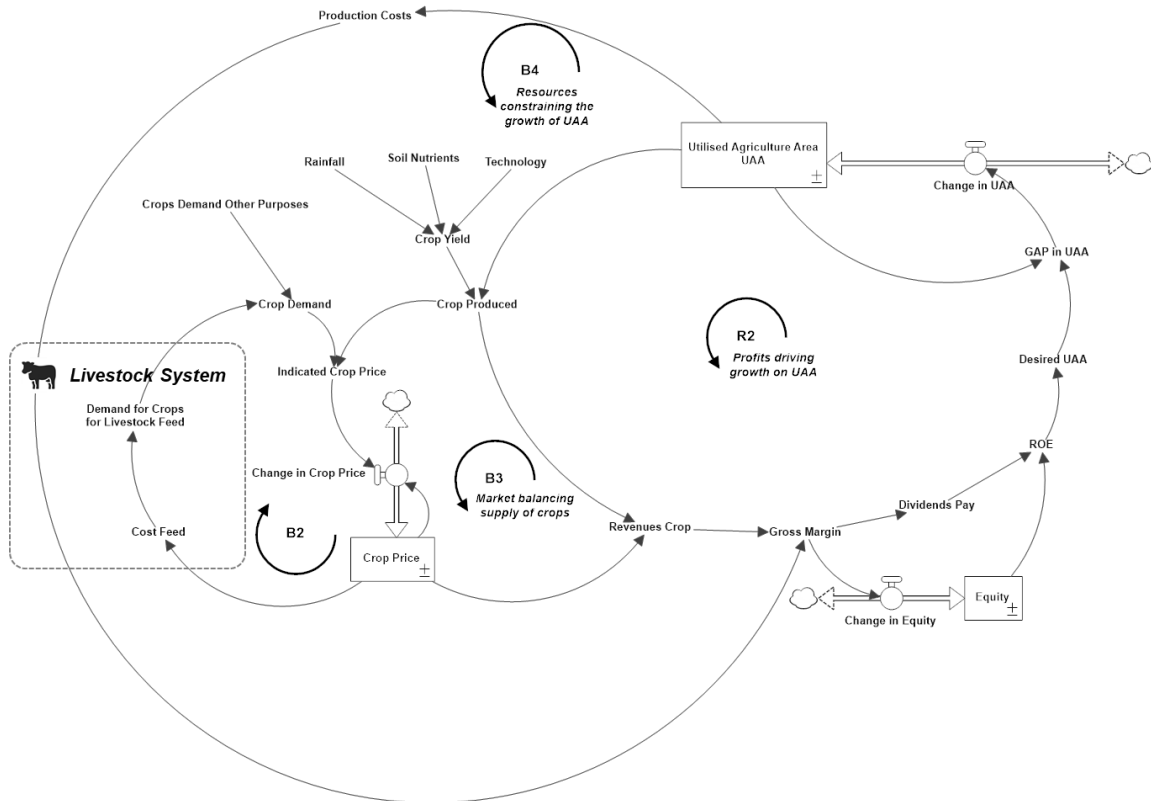 Production Costs
B4
Resources
constraining the
growth of UAA
Utilised Agriculture Area
UAA
±
Rainfall
Soil Nutrients
Technology
Change in UAA
Crops Demand Other Purposes
Crop Yield
GAP in UAA
Crop Demand
Crop Produced
R2
Profits driving
growth on UAA
Desired UAA
Livestock System
Indicated Crop Price
Demand for Crops
for Livestock Feed
ROE
Change in Crop Price
B3
Market balancing
supply of crops
Dividends Pay
Cost Feed
B2
Revenues Crop
Gross Margin
Crop Price
±
Equity
±
Change in Equity